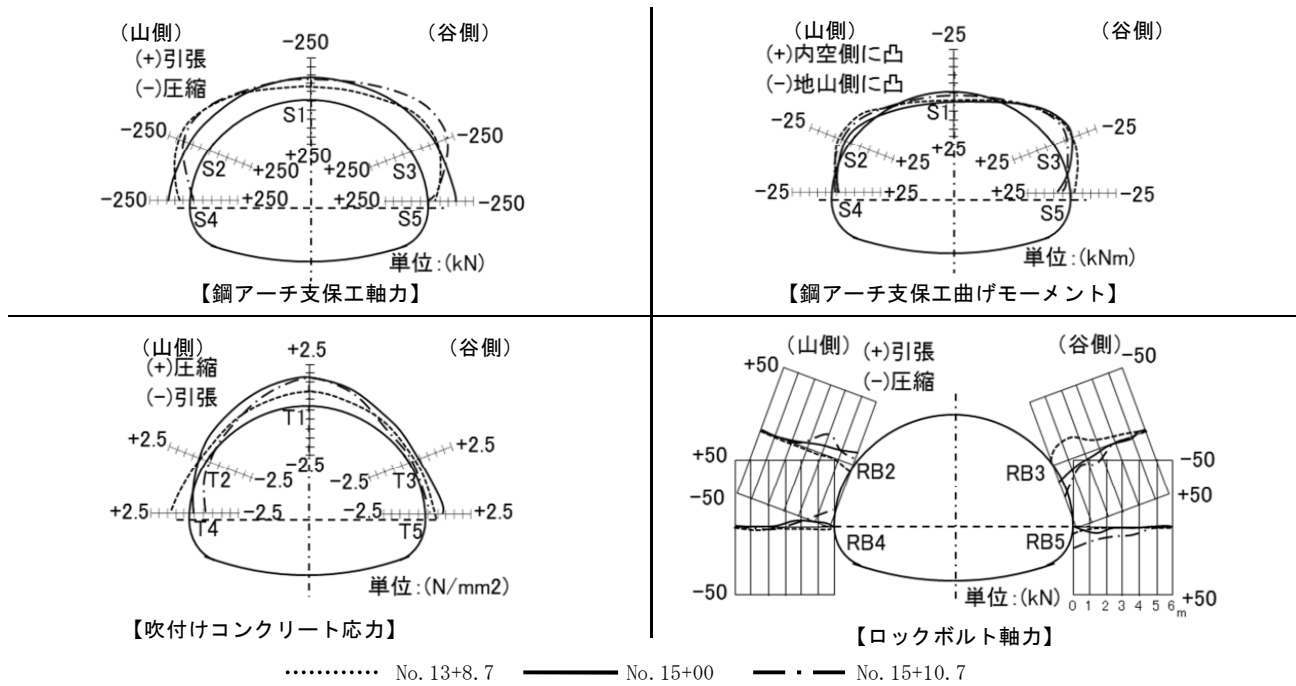 (山側)
(谷側)
(+)引張
(−)圧縮
-250
-250
-250
S1
+250
S2
+250
+250
S3
-250
+250
+250
-250
S4
S5
単位:(kN)
【鋼アーチ支保工軸力】
(山側)
(谷側)
(+)内空側に凸
(−)地山側に凸
-25
-25
-25
S1
+25
S2
+25
+25
S3
-25
+25
+25
-25
S4
S5
単位:(kNm)
【鋼アーチ支保工曲げモーメント】
(山側)
(谷側)
(+)圧縮
(−)引張
+2.5
+2.5
+2.5
T1
-2.5
T2
-2.5
-2.5
T3
+2.5
-2.5
-2.5
+2.5
T4
T5
単位:(N/mm2)
【吹付けコンクリート応力】
(山側)
(谷側)
(+)引張
(−)圧縮
+50
-50
+50
-50
-50
+50
RB2
RB3
RB4
RB5
-50
+50
単位:(kN)
0 1 2 3 4 5 6 m
【ロックボルト軸力】
No.13+8.7 No.15+00 No.15+10.7